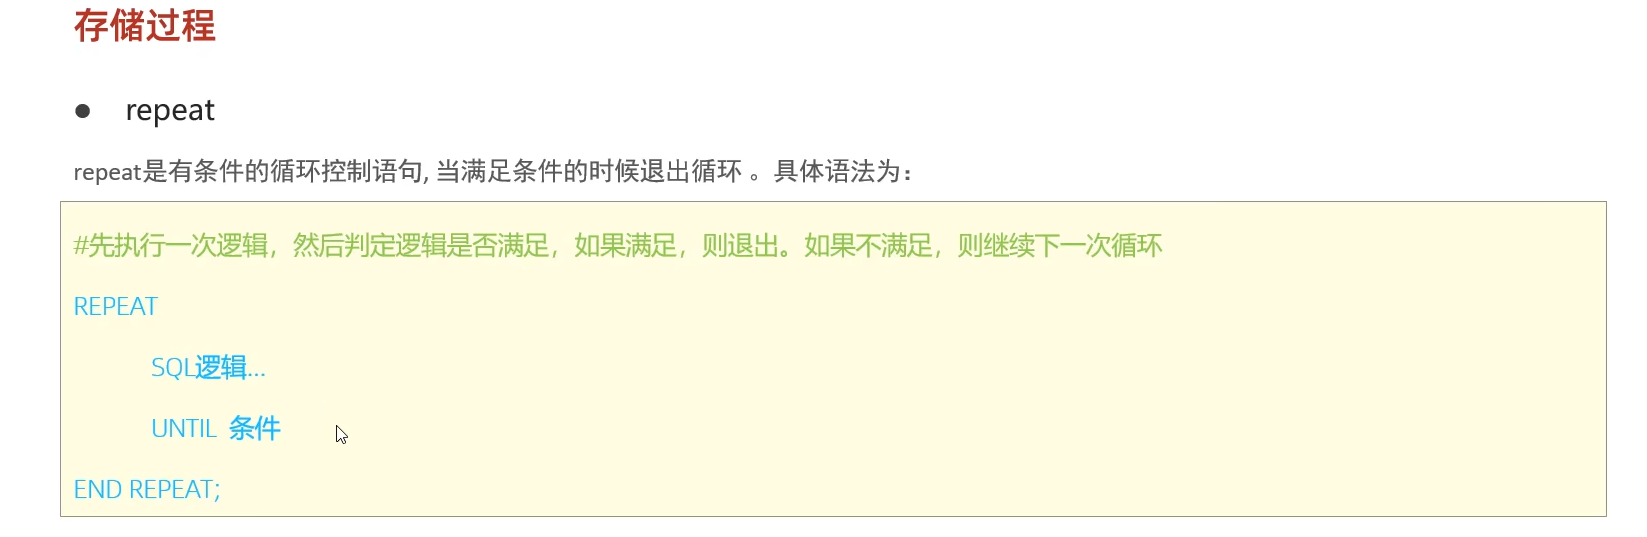 存储过程
● repeat
repeat是有条件的循环控制语句, 当满足条件的时候退出循环 。具体语法为：
#先执行一次逻辑，然后判定逻辑是否满足，如果满足，则退出。如果不满足，则继续下一次循环
REPEAT
SQL逻辑...
UNTIL 条件
END REPEAT;